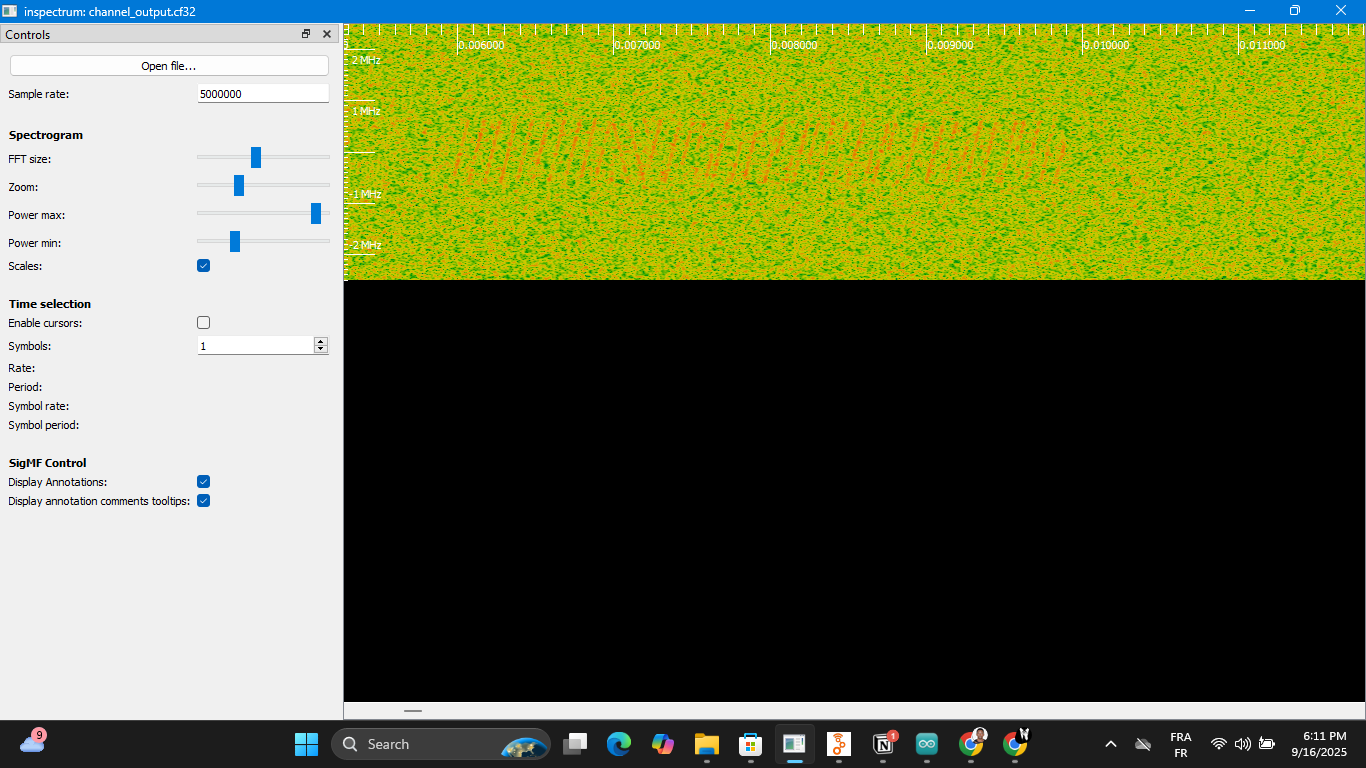 inspectrum: channel_output.cf32
Controls
Open file...
Sample rate:
5000000
Spectrogram
FFT size:
Zoom:
Power max:
Power min:
Scales:
Time selection
Enable cursors:
Symbols:
1
Rate:
Period:
Symbol rate:
Symbol period:
SigMF Control
Display Annotations:
Display annotation comments tooltips:
0.006000
0.007000
0.008000
0.009000
0.010000
0.011000
2 MHz
1 MHz
-1 MHz
-2 MHz
9
Search
1
FRA
FR
6:11 PM
9/16/2025